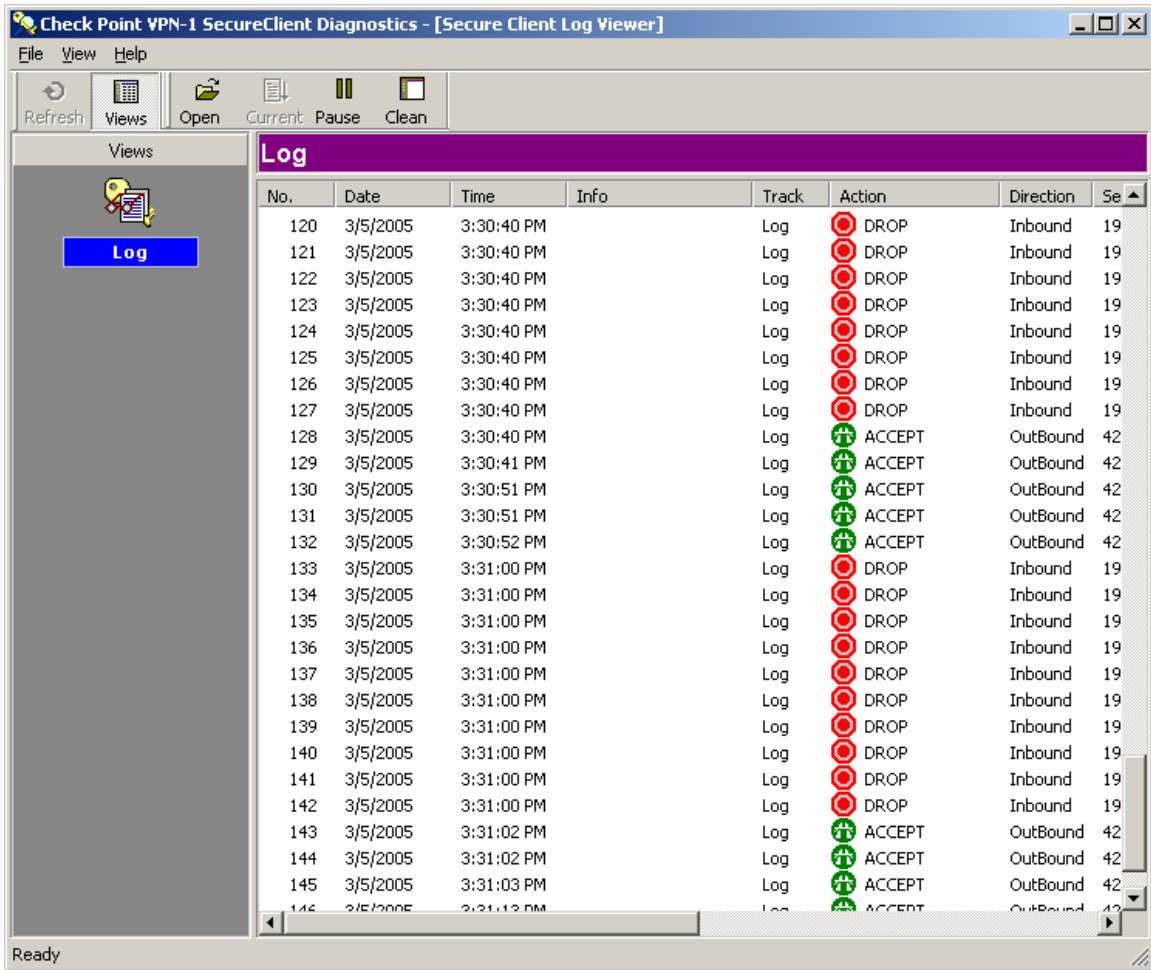 Check Point VPN-1 SecureClient Diagnostics - [Secure Client Log Viewer]
File View Help
Refresh Views Open Current Pause Clean
Views
Log
Log
No. Date Time Info Track Action Direction Se
120 3/5/2005 3:30:40 PM Log DROP Inbound 19
121 3/5/2005 3:30:40 PM Log DROP Inbound 19
122 3/5/2005 3:30:40 PM Log DROP Inbound 19
123 3/5/2005 3:30:40 PM Log DROP Inbound 19
124 3/5/2005 3:30:40 PM Log DROP Inbound 19
125 3/5/2005 3:30:40 PM Log DROP Inbound 19
126 3/5/2005 3:30:40 PM Log DROP Inbound 19
127 3/5/2005 3:30:40 PM Log DROP Inbound 19
128 3/5/2005 3:30:40 PM Log ACCEPT OutBound 42
129 3/5/2005 3:30:41 PM Log ACCEPT OutBound 42
130 3/5/2005 3:30:51 PM Log ACCEPT OutBound 42
131 3/5/2005 3:30:51 PM Log ACCEPT OutBound 42
132 3/5/2005 3:30:52 PM Log ACCEPT OutBound 42
133 3/5/2005 3:31:00 PM Log DROP Inbound 19
134 3/5/2005 3:31:00 PM Log DROP Inbound 19
135 3/5/2005 3:31:00 PM Log DROP Inbound 19
136 3/5/2005 3:31:00 PM Log DROP Inbound 19
137 3/5/2005 3:31:00 PM Log DROP Inbound 19
138 3/5/2005 3:31:00 PM Log DROP Inbound 19
139 3/5/2005 3:31:00 PM Log DROP Inbound 19
140 3/5/2005 3:31:00 PM Log DROP Inbound 19
141 3/5/2005 3:31:00 PM Log DROP Inbound 19
142 3/5/2005 3:31:00 PM Log DROP Inbound 19
143 3/5/2005 3:31:02 PM Log ACCEPT OutBound 42
144 3/5/2005 3:31:02 PM Log ACCEPT OutBound 42
145 3/5/2005 3:31:03 PM Log ACCEPT OutBound 42
146 3/5/2005 3:31:13 PM Log ACCEPT OutBound 42
Ready